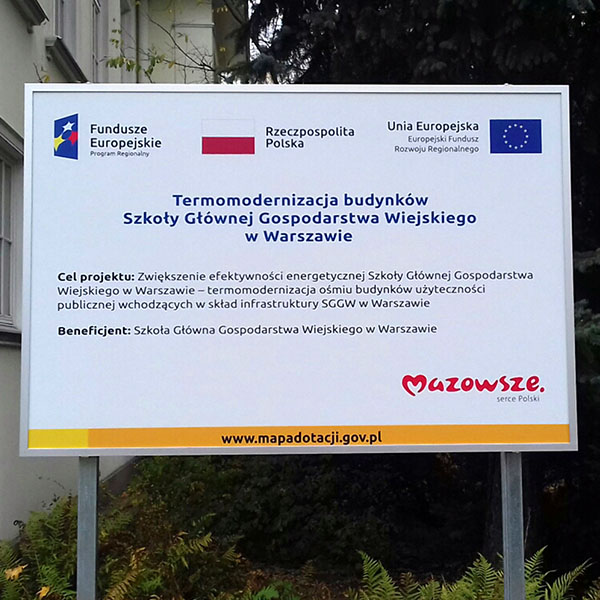 Fundusze
Europejskie
Program Regionalny
Rzeczpospolita
Polska
Unia Europejska
Europejski Fundusz
Rozwoju Regionalnego
Termomodernizacja budynków
Szkoły Głównej Gospodarstwa Wiejskiego
w Warszawie
Cel projektu: Zwiększenie efektywności energetycznej Szkoły Głównej Gospodarstwa
Wiejskiego w Warszawie – termomodernizacja ośmiu budynków użyteczności
publicznej wchodzących w skład infrastruktury SGGW w Warszawie
Beneficjent: Szkoła Główna Gospodarstwa Wiejskiego w Warszawie
Mazowsze.
serce Polski
www.mapadotacji.gov.pl